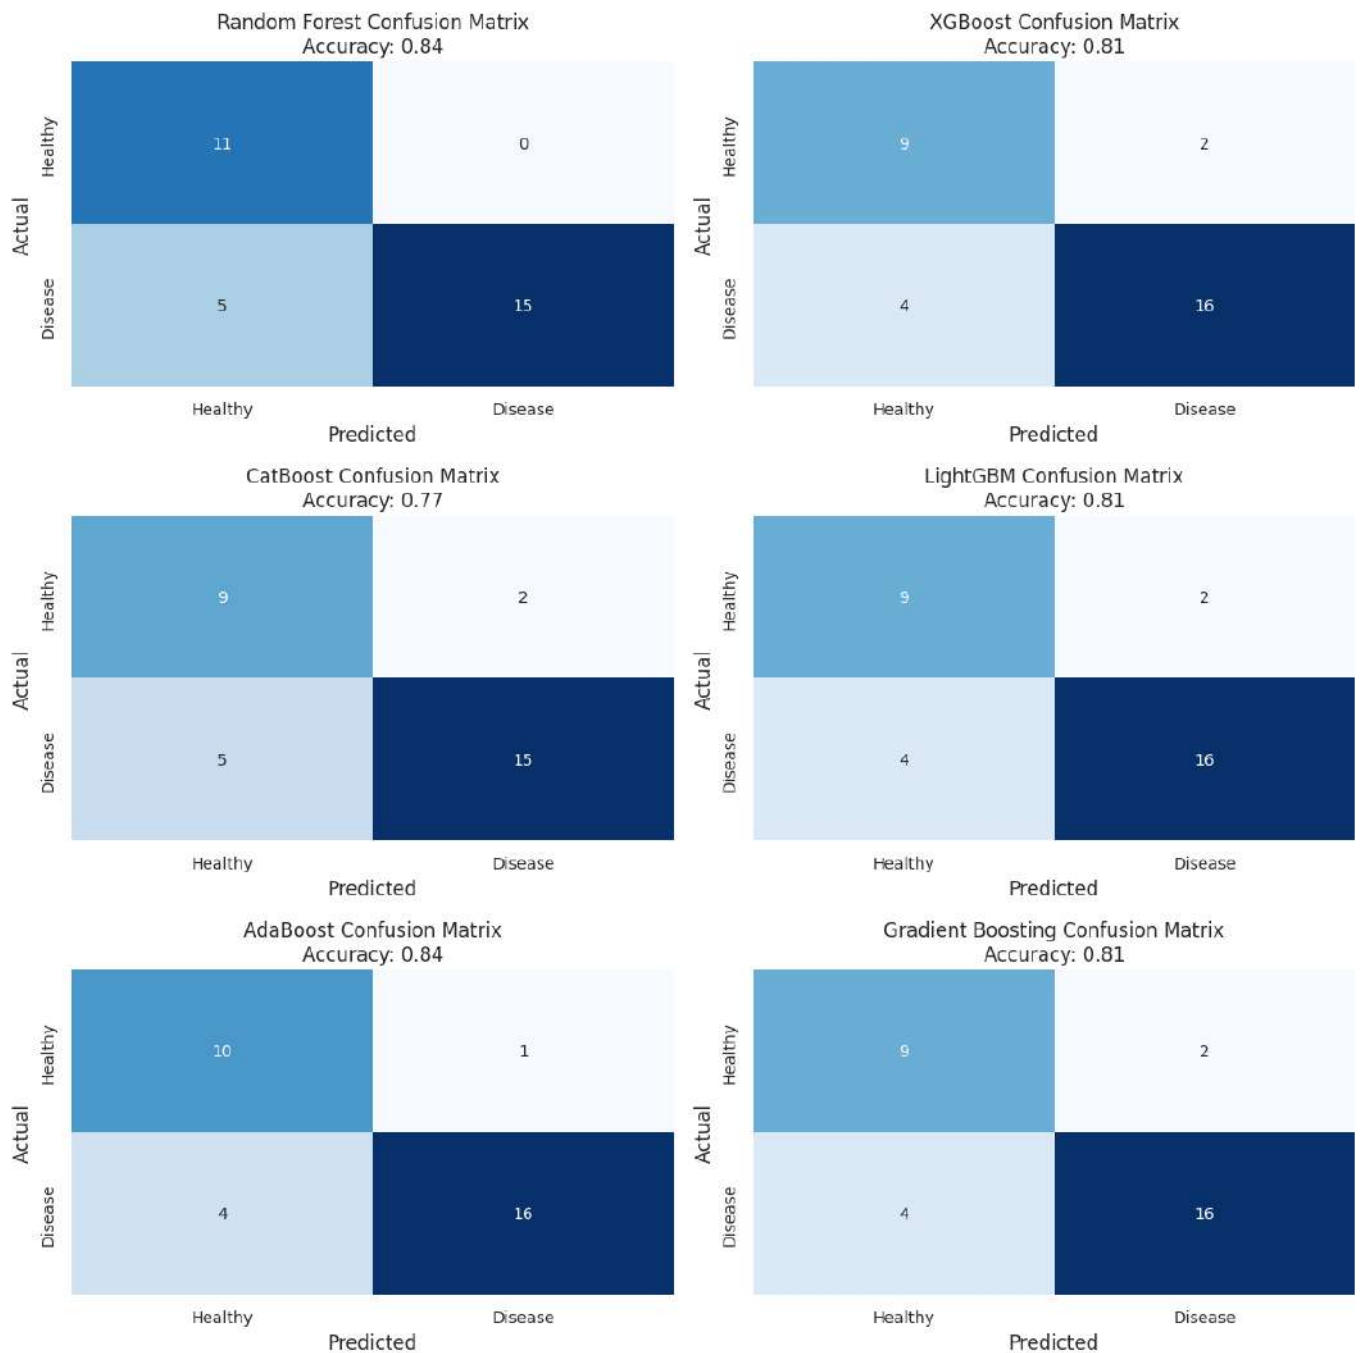 Random Forest Confusion Matrix
Accuracy: 0.84
Healthy
11
0
Actual
Disease
5
15
Healthy
Disease
Predicted
XGBoost Confusion Matrix
Accuracy: 0.81
Healthy
9
2
Actual
Disease
4
16
Healthy
Disease
Predicted
CatBoost Confusion Matrix
Accuracy: 0.77
Healthy
9
2
Actual
Disease
5
15
Healthy
Disease
Predicted
LightGBM Confusion Matrix
Accuracy: 0.81
Healthy
9
2
Actual
Disease
4
16
Healthy
Disease
Predicted
AdaBoost Confusion Matrix
Accuracy: 0.84
Healthy
10
1
Actual
Disease
4
16
Healthy
Disease
Predicted
Gradient Boosting Confusion Matrix
Accuracy: 0.81
Healthy
9
2
Actual
Disease
4
16
Healthy
Disease
Predicted